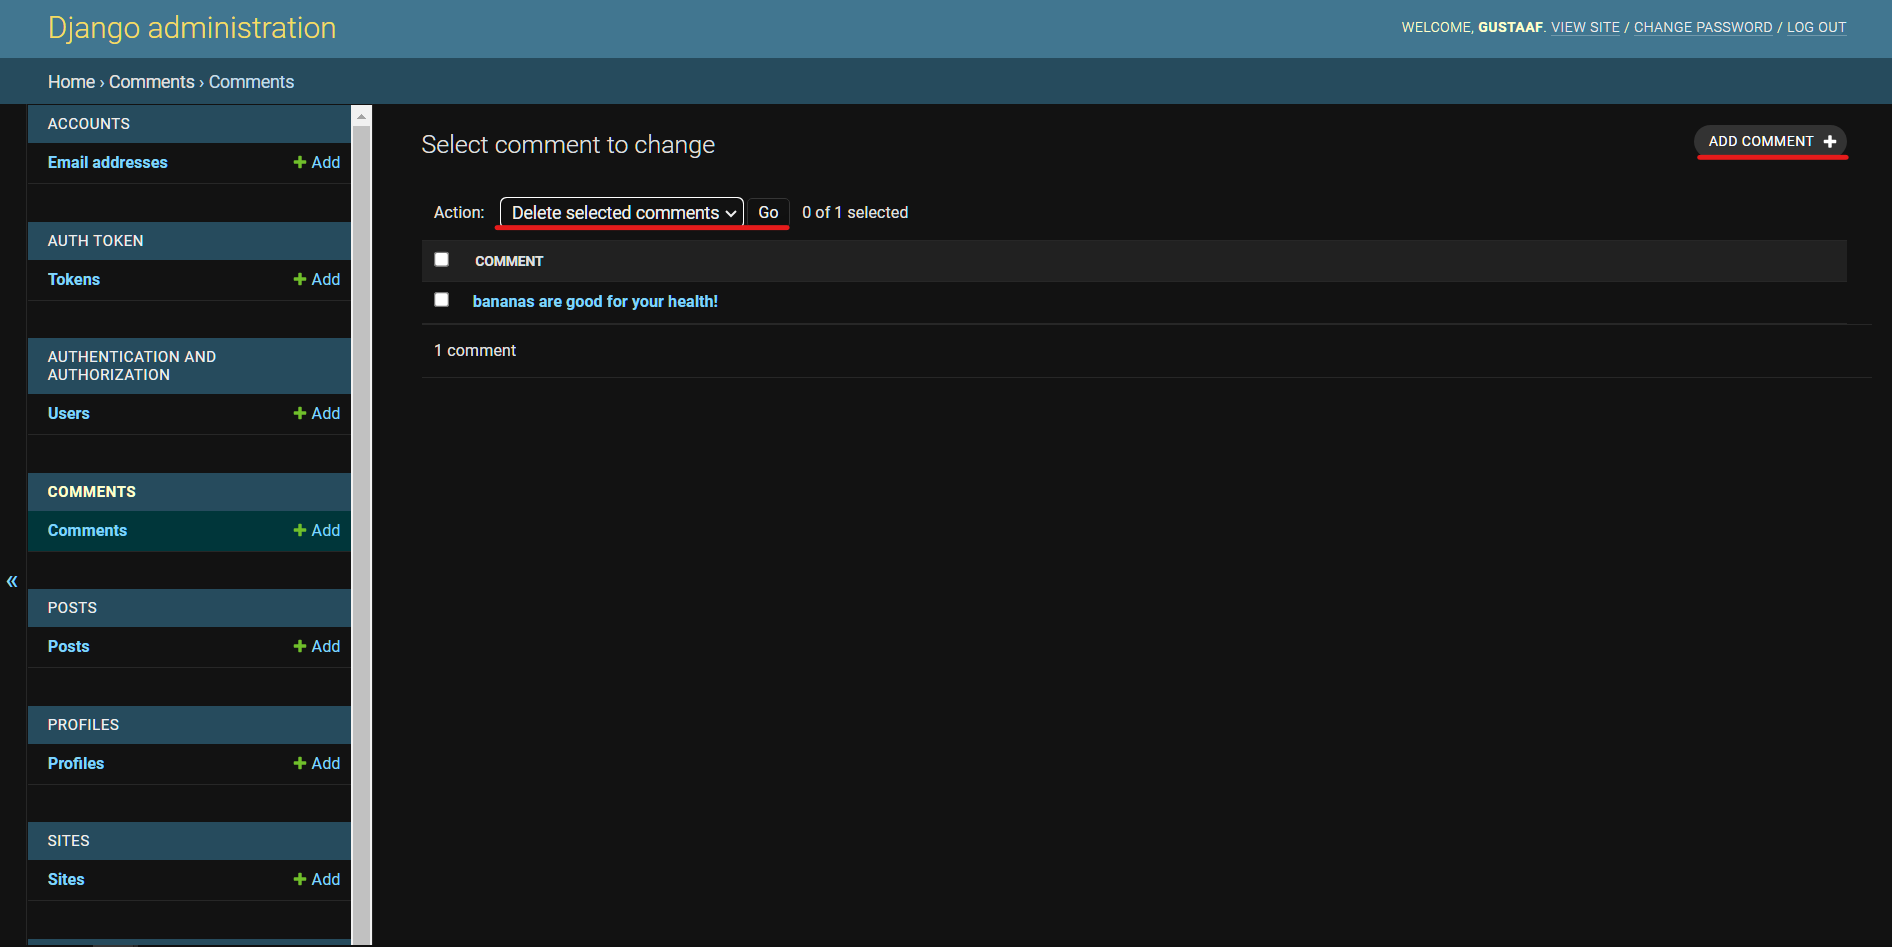 Django administration
WELCOME, GUSTAAF. VIEW SITE / CHANGE PASSWORD / LOG OUT
Home › Comments › Comments
ACCOUNTS
Email addresses
Add
AUTH TOKEN
Tokens
Add
AUTHENTICATION AND
AUTHORIZATION
Users
Add
COMMENTS
Comments
Add
POSTS
Posts
Add
PROFILES
Profiles
Add
SITES
Sites
Add
«
Select comment to change
ADD COMMENT
Action: Delete selected comments Go 0 of 1 selected
COMMENT
bananas are good for your health!
1 comment